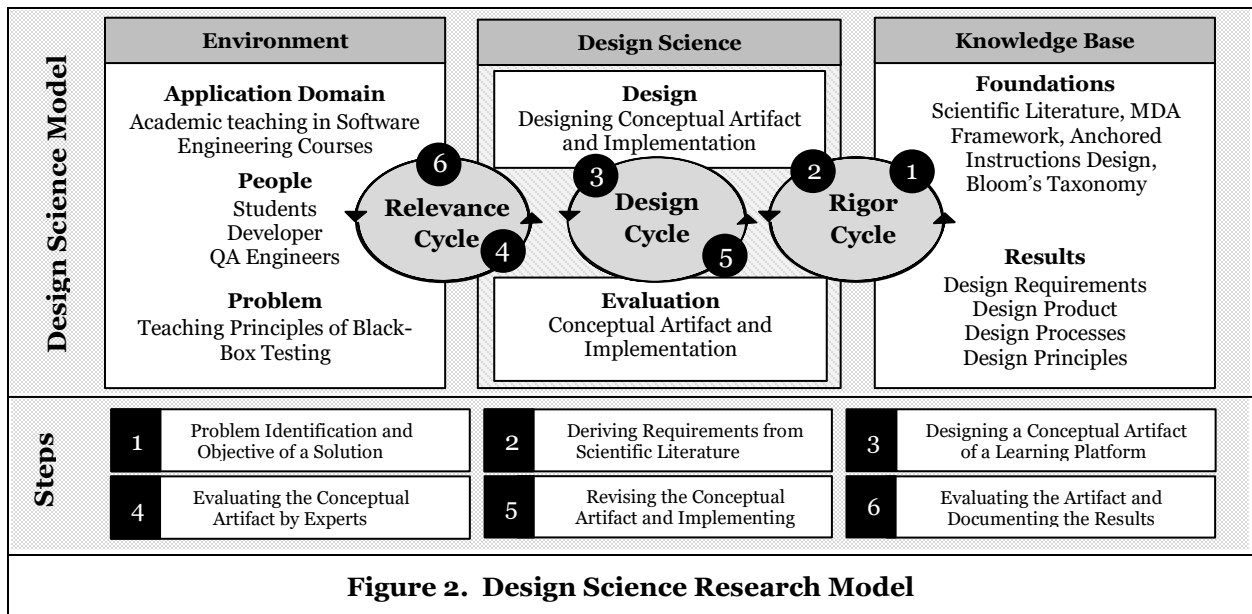 Design Science Model
Environment
Application Domain
Academic teaching in Software
Engineering Courses
People
Students
Developer
QA Engineers
Problem
Teaching Principles of Black-
Box Testing
6
Relevance
Cycle
4
Design Science
Design
Designing Conceptual Artifact
and Implementation
3
Design
Cycle
5
Evaluation
Conceptual Artifact and
Implementation
Knowledge Base
Foundations
Scientific Literature, MDA
Framework, Anchored
Instructions Design,
Bloom's Taxonomy
2
1
Rigor
Cycle
Results
Design Requirements
Design Product
Design Processes
Design Principles
Steps
1
Problem Identification and
Objective of a Solution
2
Deriving Requirements from
Scientific Literature
3
Designing a Conceptual Artifact
of a Learning Platform
4
Evaluating the Conceptual
Artifact by Experts
5
Revising the Conceptual
Artifact and Implementing
6
Evaluating the Artifact and
Documenting the Results
Figure 2. Design Science Research Model